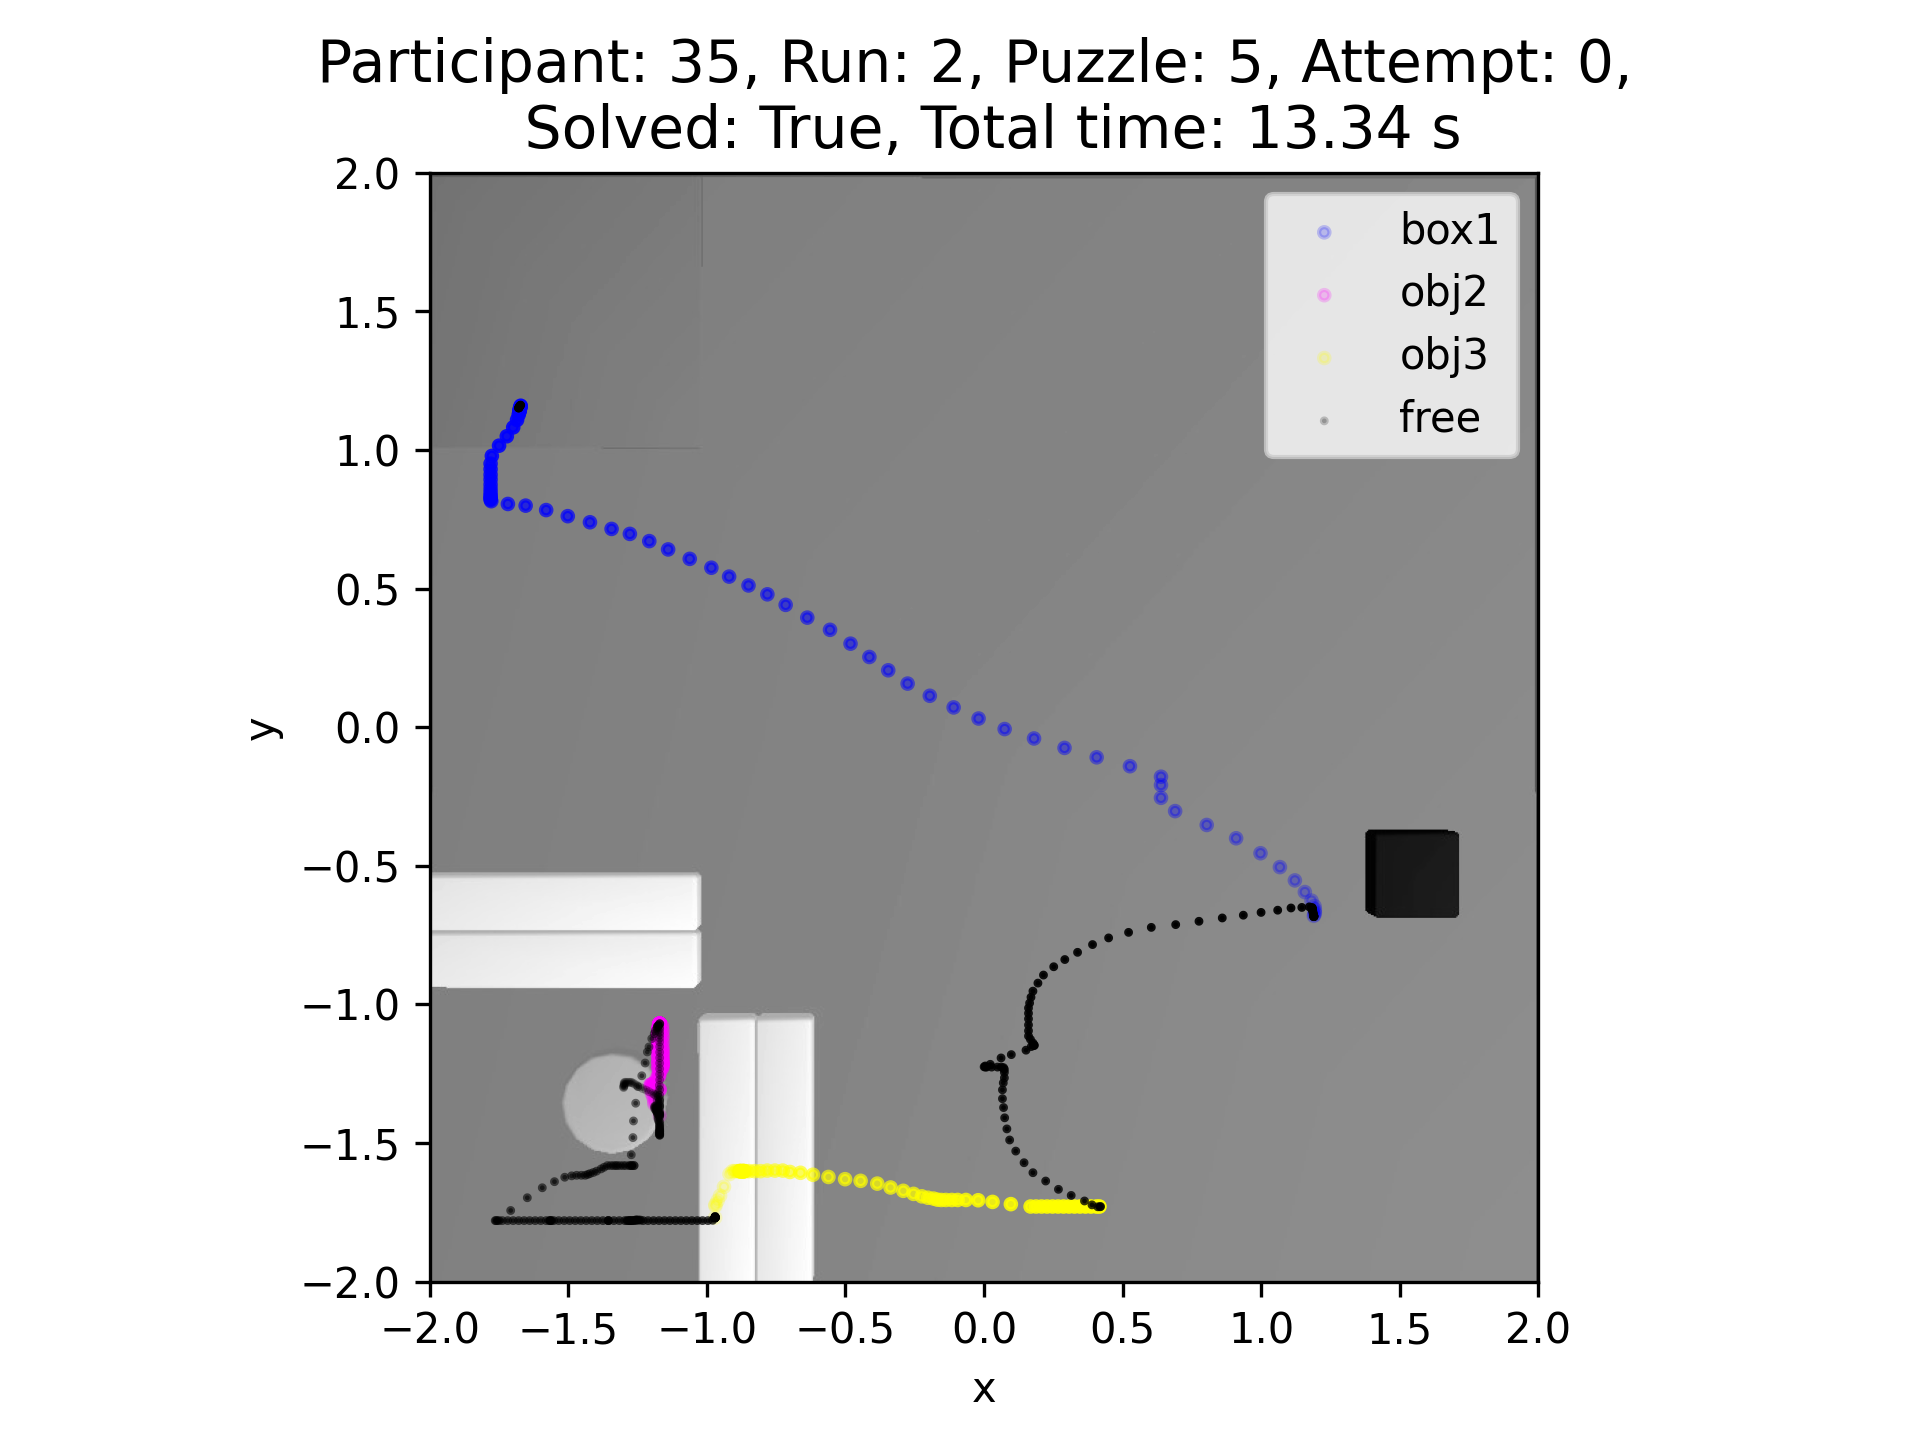 Participant: 35, Run: 2, Puzzle: 5, Attempt: 0,
Solved: True, Total time: 13.34 s
box1
obj2
obj3
free
2.0
1.5
1.0
0.5
0.0
−0.5
−1.0
−1.5
−2.0
y
−2.0 −1.5 −1.0 −0.5 0.0 0.5 1.0 1.5 2.0
x